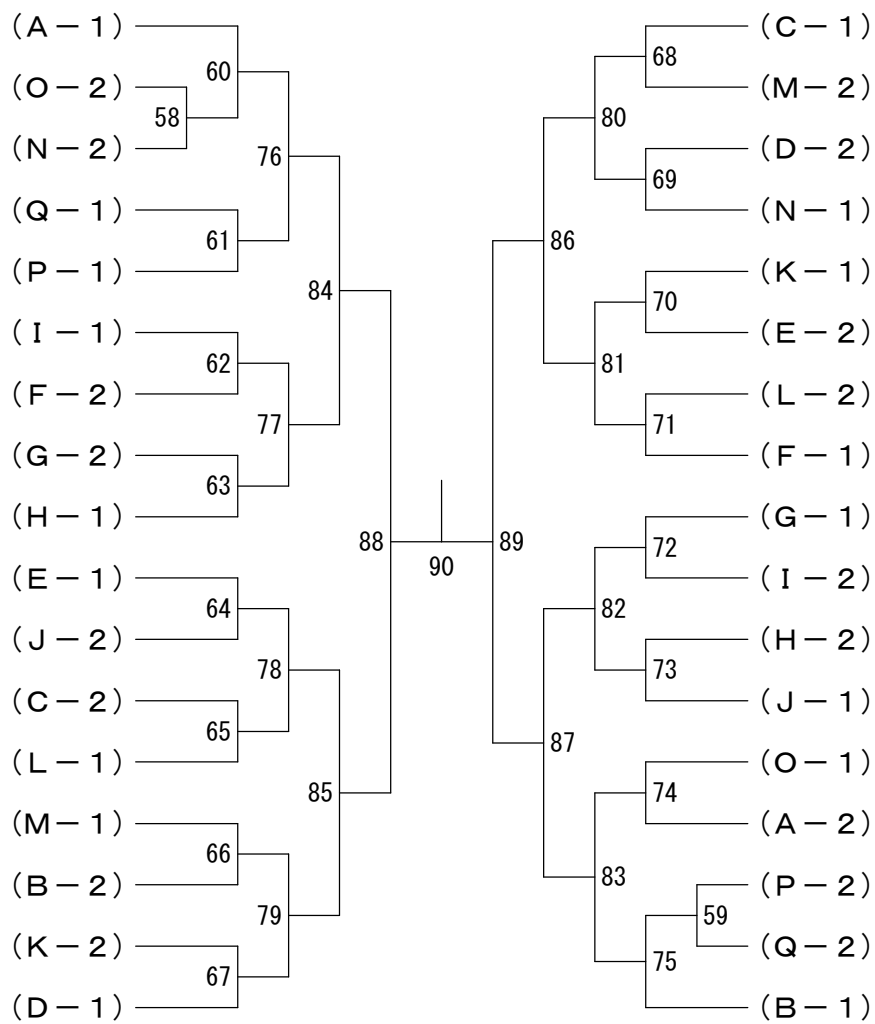 (A-1)
(O-2)
(N-2)
(Q-1)
(P-1)
(I-1)
(F-2)
(G-2)
(H-1)
(E-1)
(J-2)
(C-2)
(L-1)
(M-1)
(B-2)
(K-2)
(D-1)
58
60
61
62
63
64
65
66
67
76
77
78
79
84
85
88
90
89
86
87
80
81
82
83
68
69
70
71
72
73
74
75
59
(C-1)
(M-2)
(D-2)
(N-1)
(K-1)
(E-2)
(L-2)
(F-1)
(G-1)
(I-2)
(H-2)
(J-1)
(O-1)
(A-2)
(P-2)
(Q-2)
(B-1)